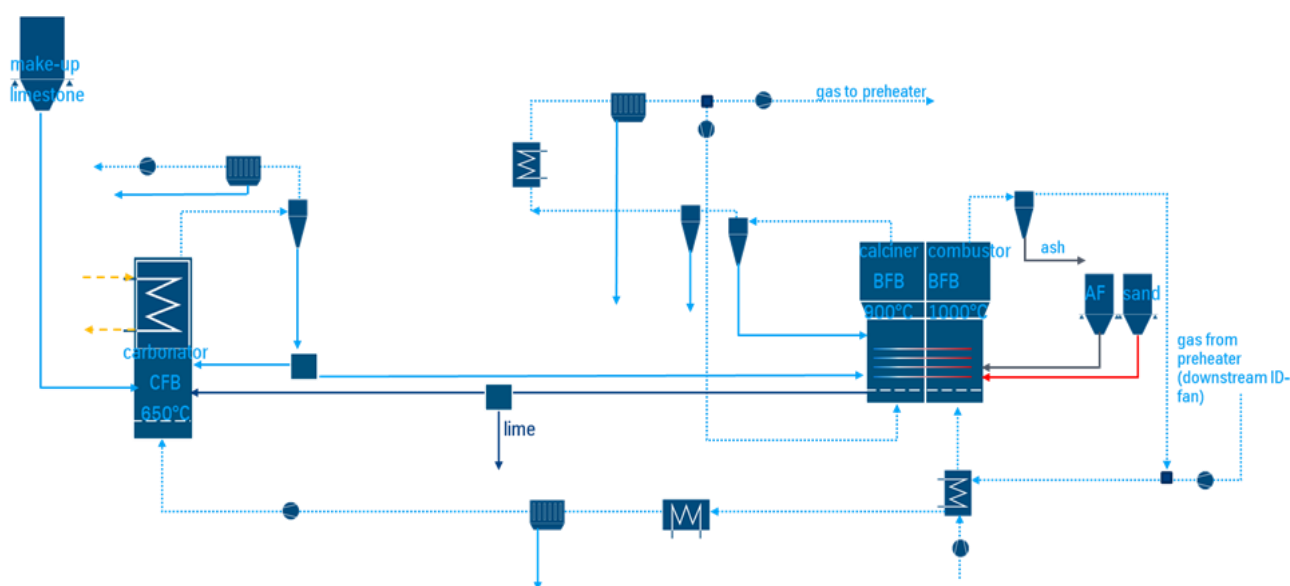 make-up
limestone
gas to preheater
calciner
BFB
900°C
combustor
BFB
1000°C
ash
AF
sand
gas from
preheater
(downstream ID-
fan)
carbonator
CFB
650°C
lime